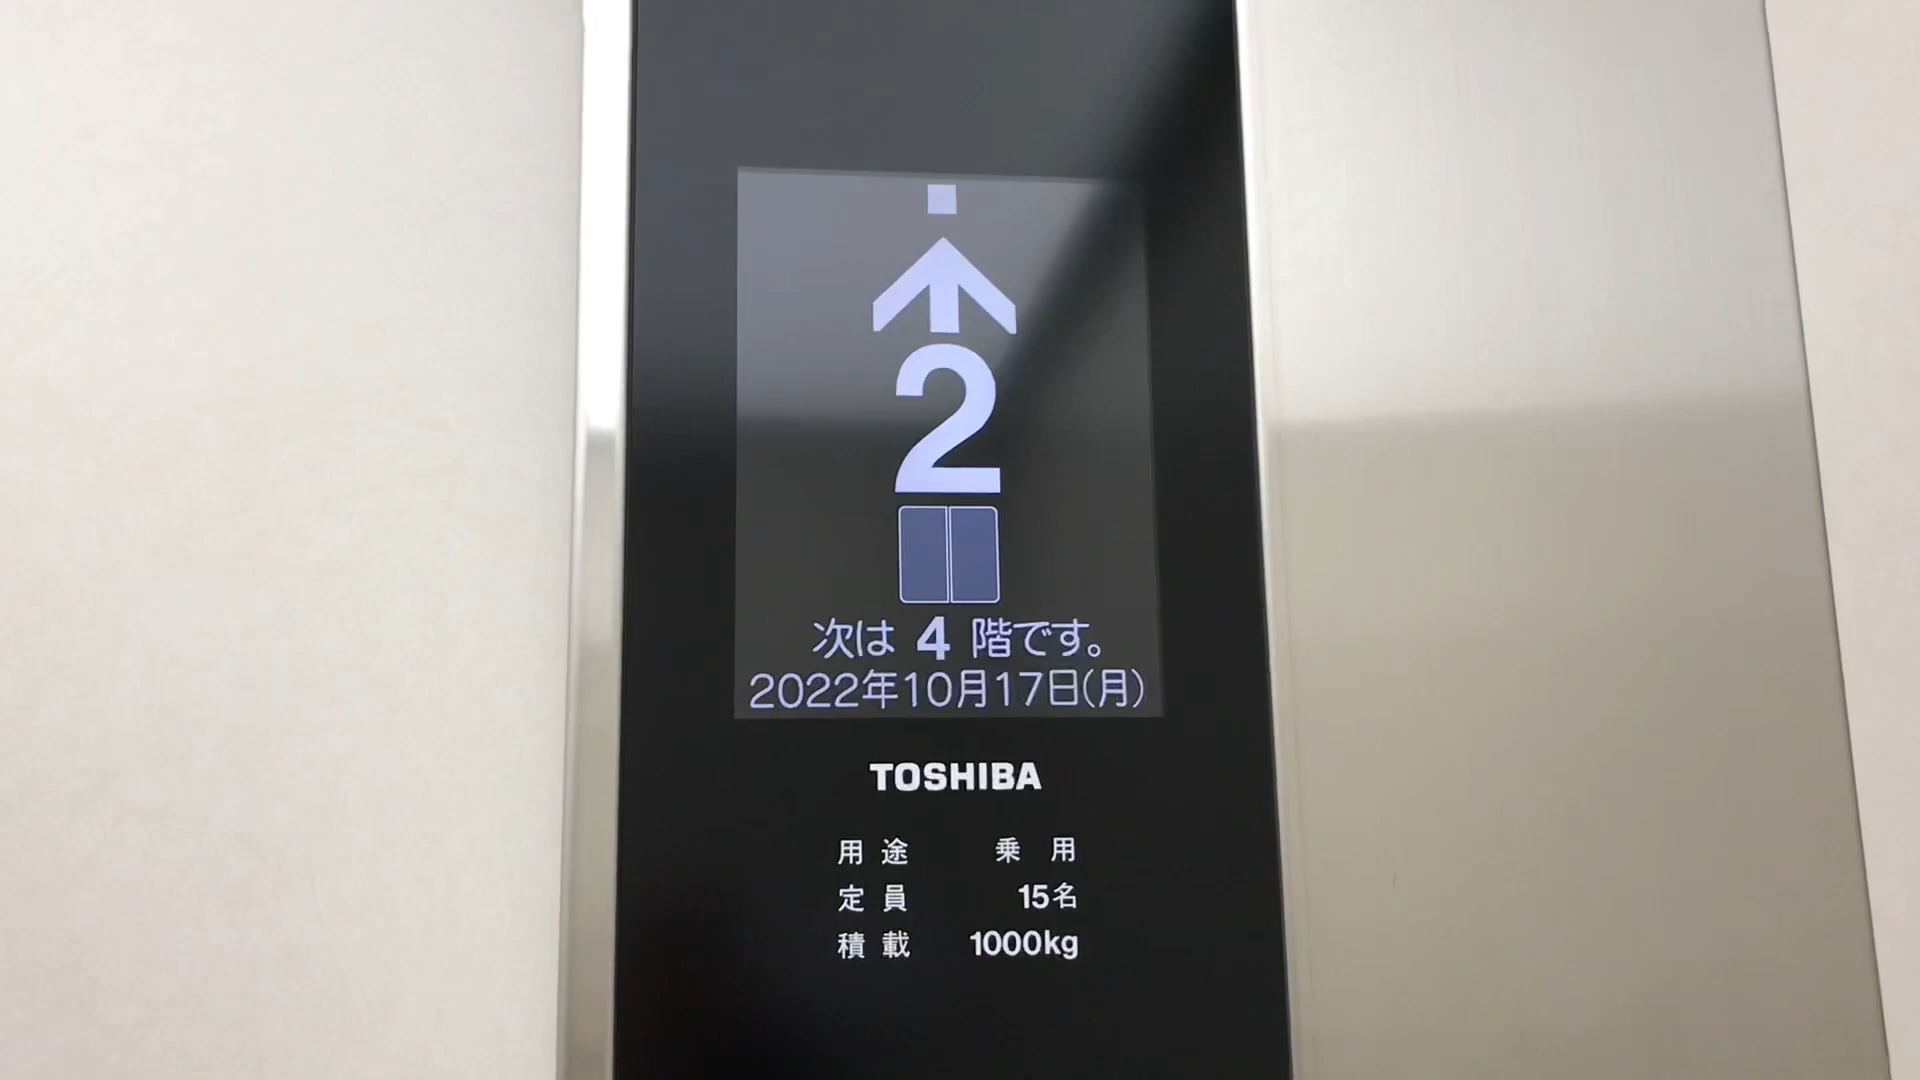 2
次は 4 階です。
2022年10月17日(月)
TOSHIBA
用途 乗用
定員 15名
積載 1000kg